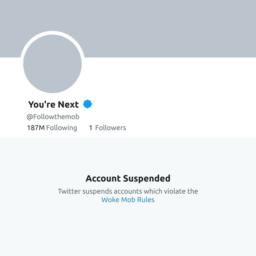 You're Next
@Followthemob
187M Following 1 Followers
Account Suspended
Twitter suspends accounts which violate the
Woke Mob Rules